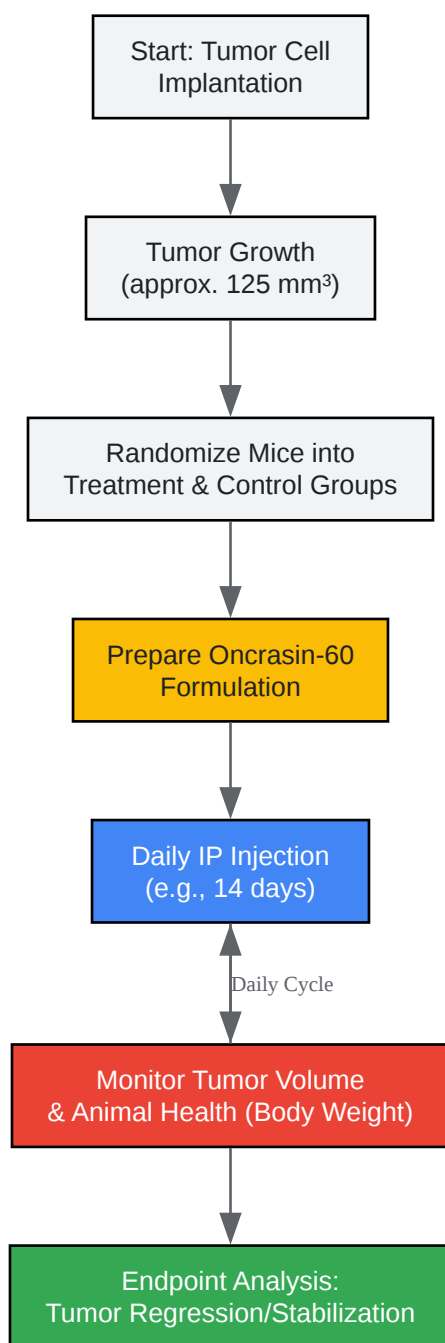 Start: Tumor Cell
Implantation
Tumor Growth
(approx. 125 mm³)
Randomize Mice into
Treatment & Control Groups
Prepare Oncrasin-60
Formulation
Daily IP Injection
(e.g., 14 days)
Daily Cycle
Monitor Tumor Volume
& Animal Health (Body Weight)
Endpoint Analysis:
Tumor Regression/Stabilization